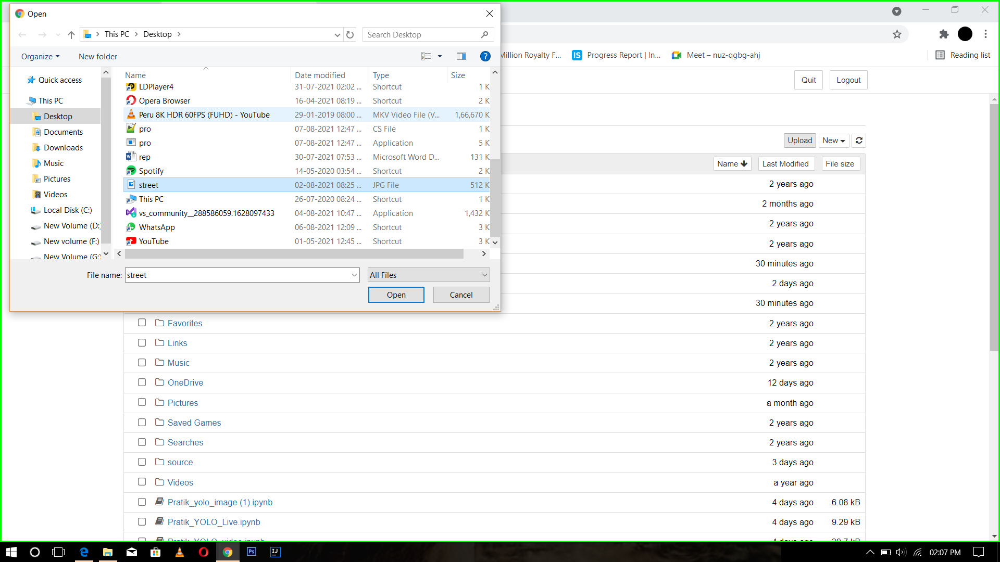 Open
This PC > Desktop >
Search Desktop
Organize
New folder
Million Royalty F...
IS Progress Report | In...
Meet – nuz-qgbg-ahj
Reading list
Quit
Logout
Quick access
This PC
Desktop
Documents
Downloads
Music
Pictures
Videos
Local Disk (C:)
New Volume (D:)
New volume (F:)
New Volume (G:)
Name Date modified Type Size
LDPlayer4 31-07-2021 02:02 ... Shortcut 1 K
Opera Browser 16-04-2021 08:19 ... Shortcut 2 K
Peru 8K HDR 60FPS (FUHD) - YouTube 29-01-2019 08:00 ... MKV Video File (V... 1,66,670 K
pro 07-08-2021 12:47 ... CS File 1 K
pro 07-08-2021 12:47 ... Application 5 K
rep 30-07-2021 07:53 ... Microsoft Word D... 131 K
Spotify 14-05-2020 03:54 ... Shortcut 2 K
street 02-08-2021 08:25 ... JPG File 512 K
This PC 26-07-2020 08:24 ... Shortcut 1 K
vs_community__288586059.1628097433 04-08-2021 10:47 ... Application 1,432 K
WhatsApp 06-08-2021 12:09 ... Shortcut 3 K
YouTube 01-05-2021 12:45 ... Shortcut 3 K
File name: street
All Files
Open Cancel
Upload New
Name Last Modified File size
2 years ago
2 months ago
2 years ago
2 years ago
30 minutes ago
2 days ago
30 minutes ago
Favorites 2 years ago
Links 2 years ago
Music 2 years ago
OneDrive 12 days ago
Pictures a month ago
Saved Games 2 years ago
Searches 2 years ago
source 3 days ago
Videos a year ago
Pratik_yolo_image (1).ipynb 4 days ago 6.08 kB
Pratik_YOLO_Live.ipynb 4 days ago 9.29 kB
Pratik_YOLO_video.ipynb 4 days ago
Ps
IJ
02:07 PM